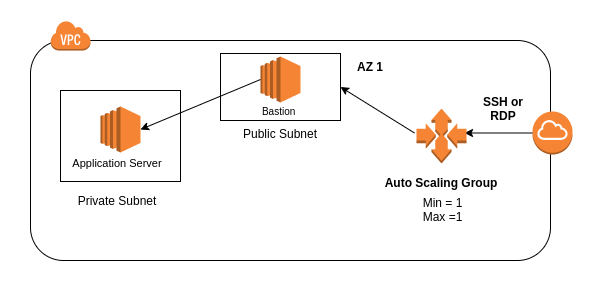 VPC
AZ 1
Bastion
Public Subnet
SSH or
RDP
Application Server
Private Subnet
Auto Scaling Group
Min = 1
Max =1